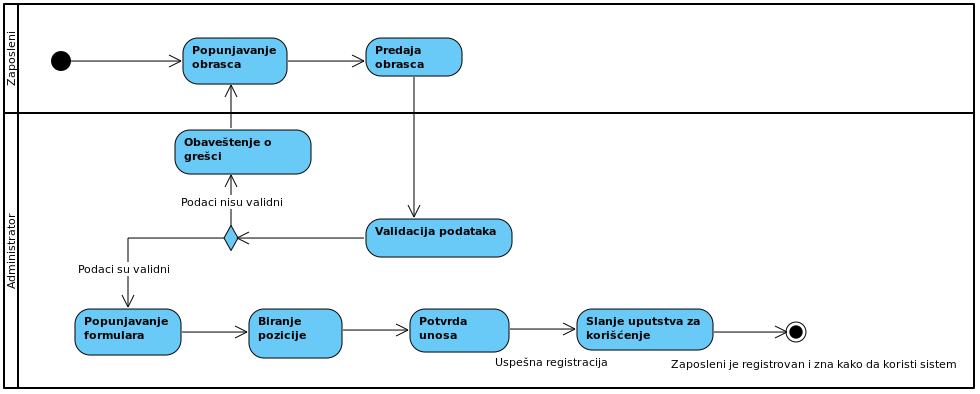 Zaposleni
Popunjavanje
obrasca
Predaja
obrasca
Administrator
Obaveštenje o
grešci
Podaci nisu validni
Validacija podataka
Podaci su validni
Popunjavanje
formulara
Biranje
pozicije
Potvrda
unosa
Slanje uputstva za
korišćenje
Uspešna registracija
Zaposleni je registrovan i zna kako da koristi sistem